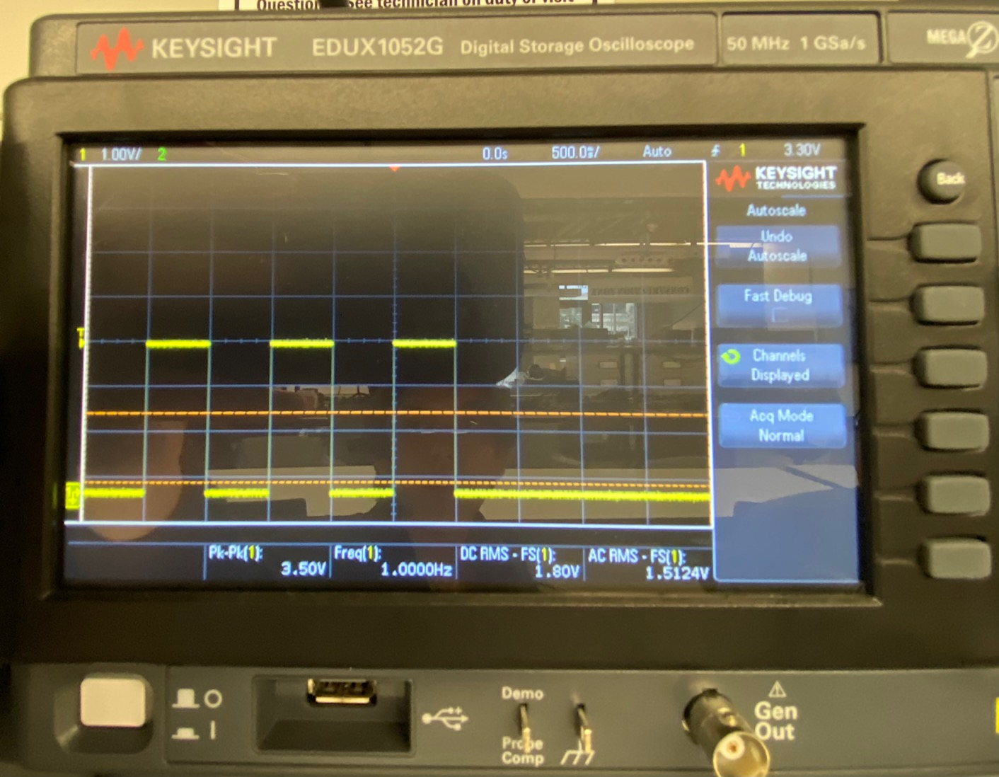 Question See technician on duty or visit
KEYSIGHT EDUX1052G Digital Storage Oscilloscope 50 MHz 1 GSa/s MEGA Z
1 1.00V/ 2 0.0s 500.0ms/ Auto 1 3.30V
KEYSIGHT
TECHNOLOGIES
Autoscale
Undo
Autoscale
Fast Debug
Channels
Displayed
Acq Mode
Normal
Back
T
Pk-Pk(1): Freq(1): DC RMS - FS(1): AC RMS - FS(1):
3.50V 1.0000Hz 1.80V 1.5124V
Demo
Probe
Comp
Gen
Out